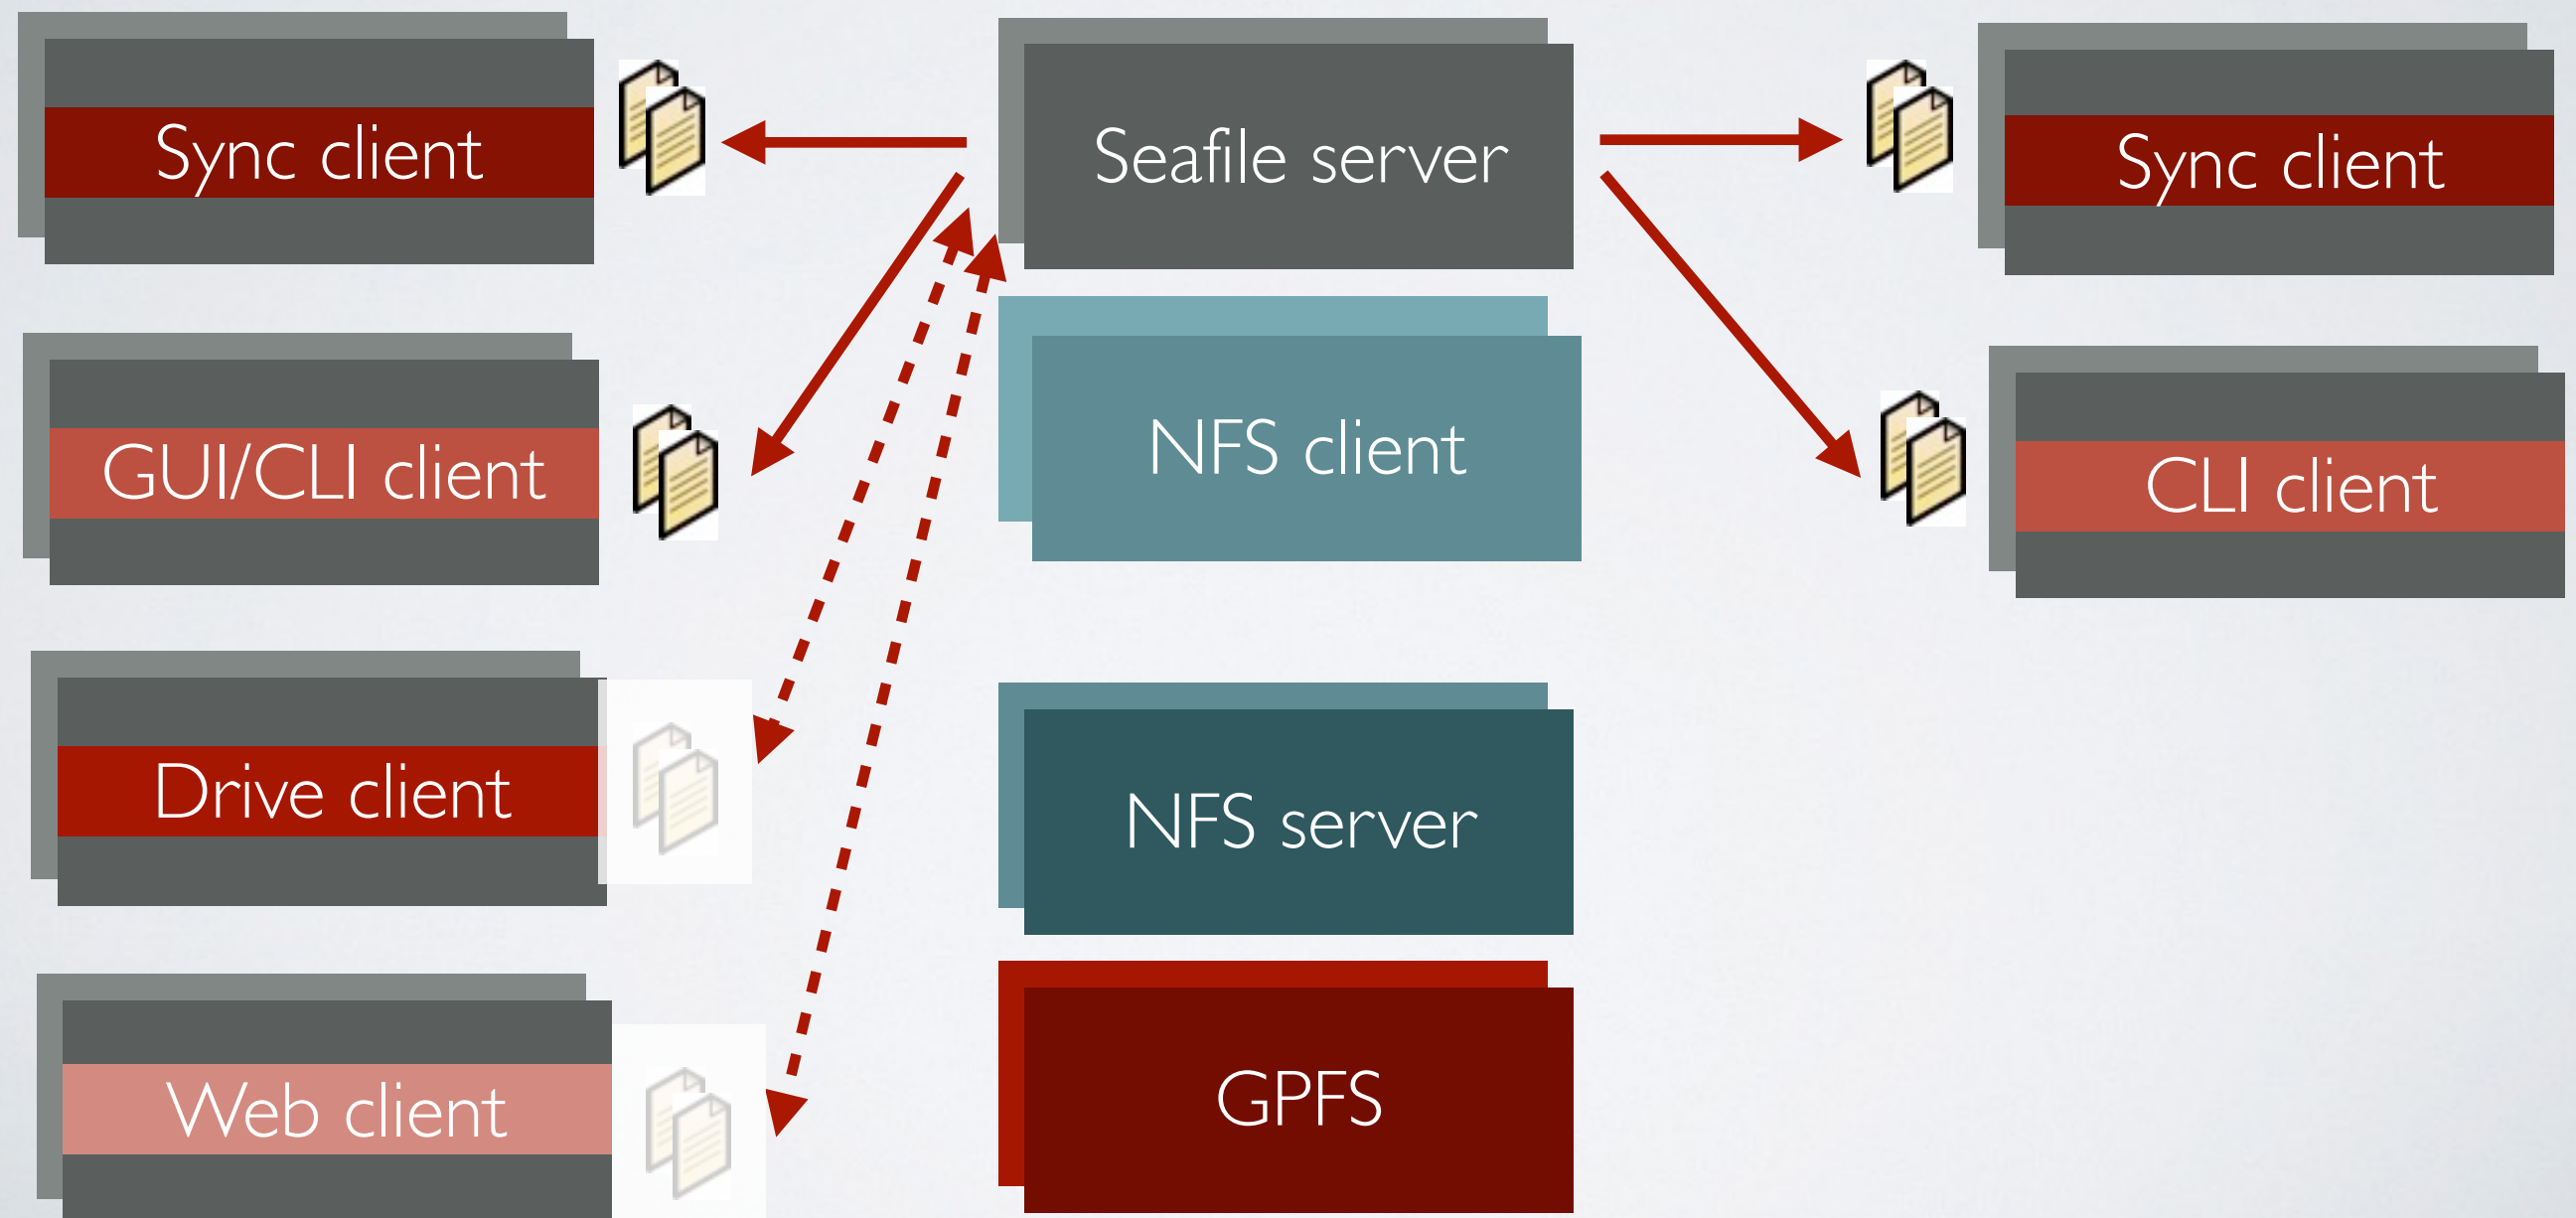 Sync client
Seafile server
Sync client
GUI/CLI client
NFS client
CLI client
Drive client
NFS server
Web client
GPFS